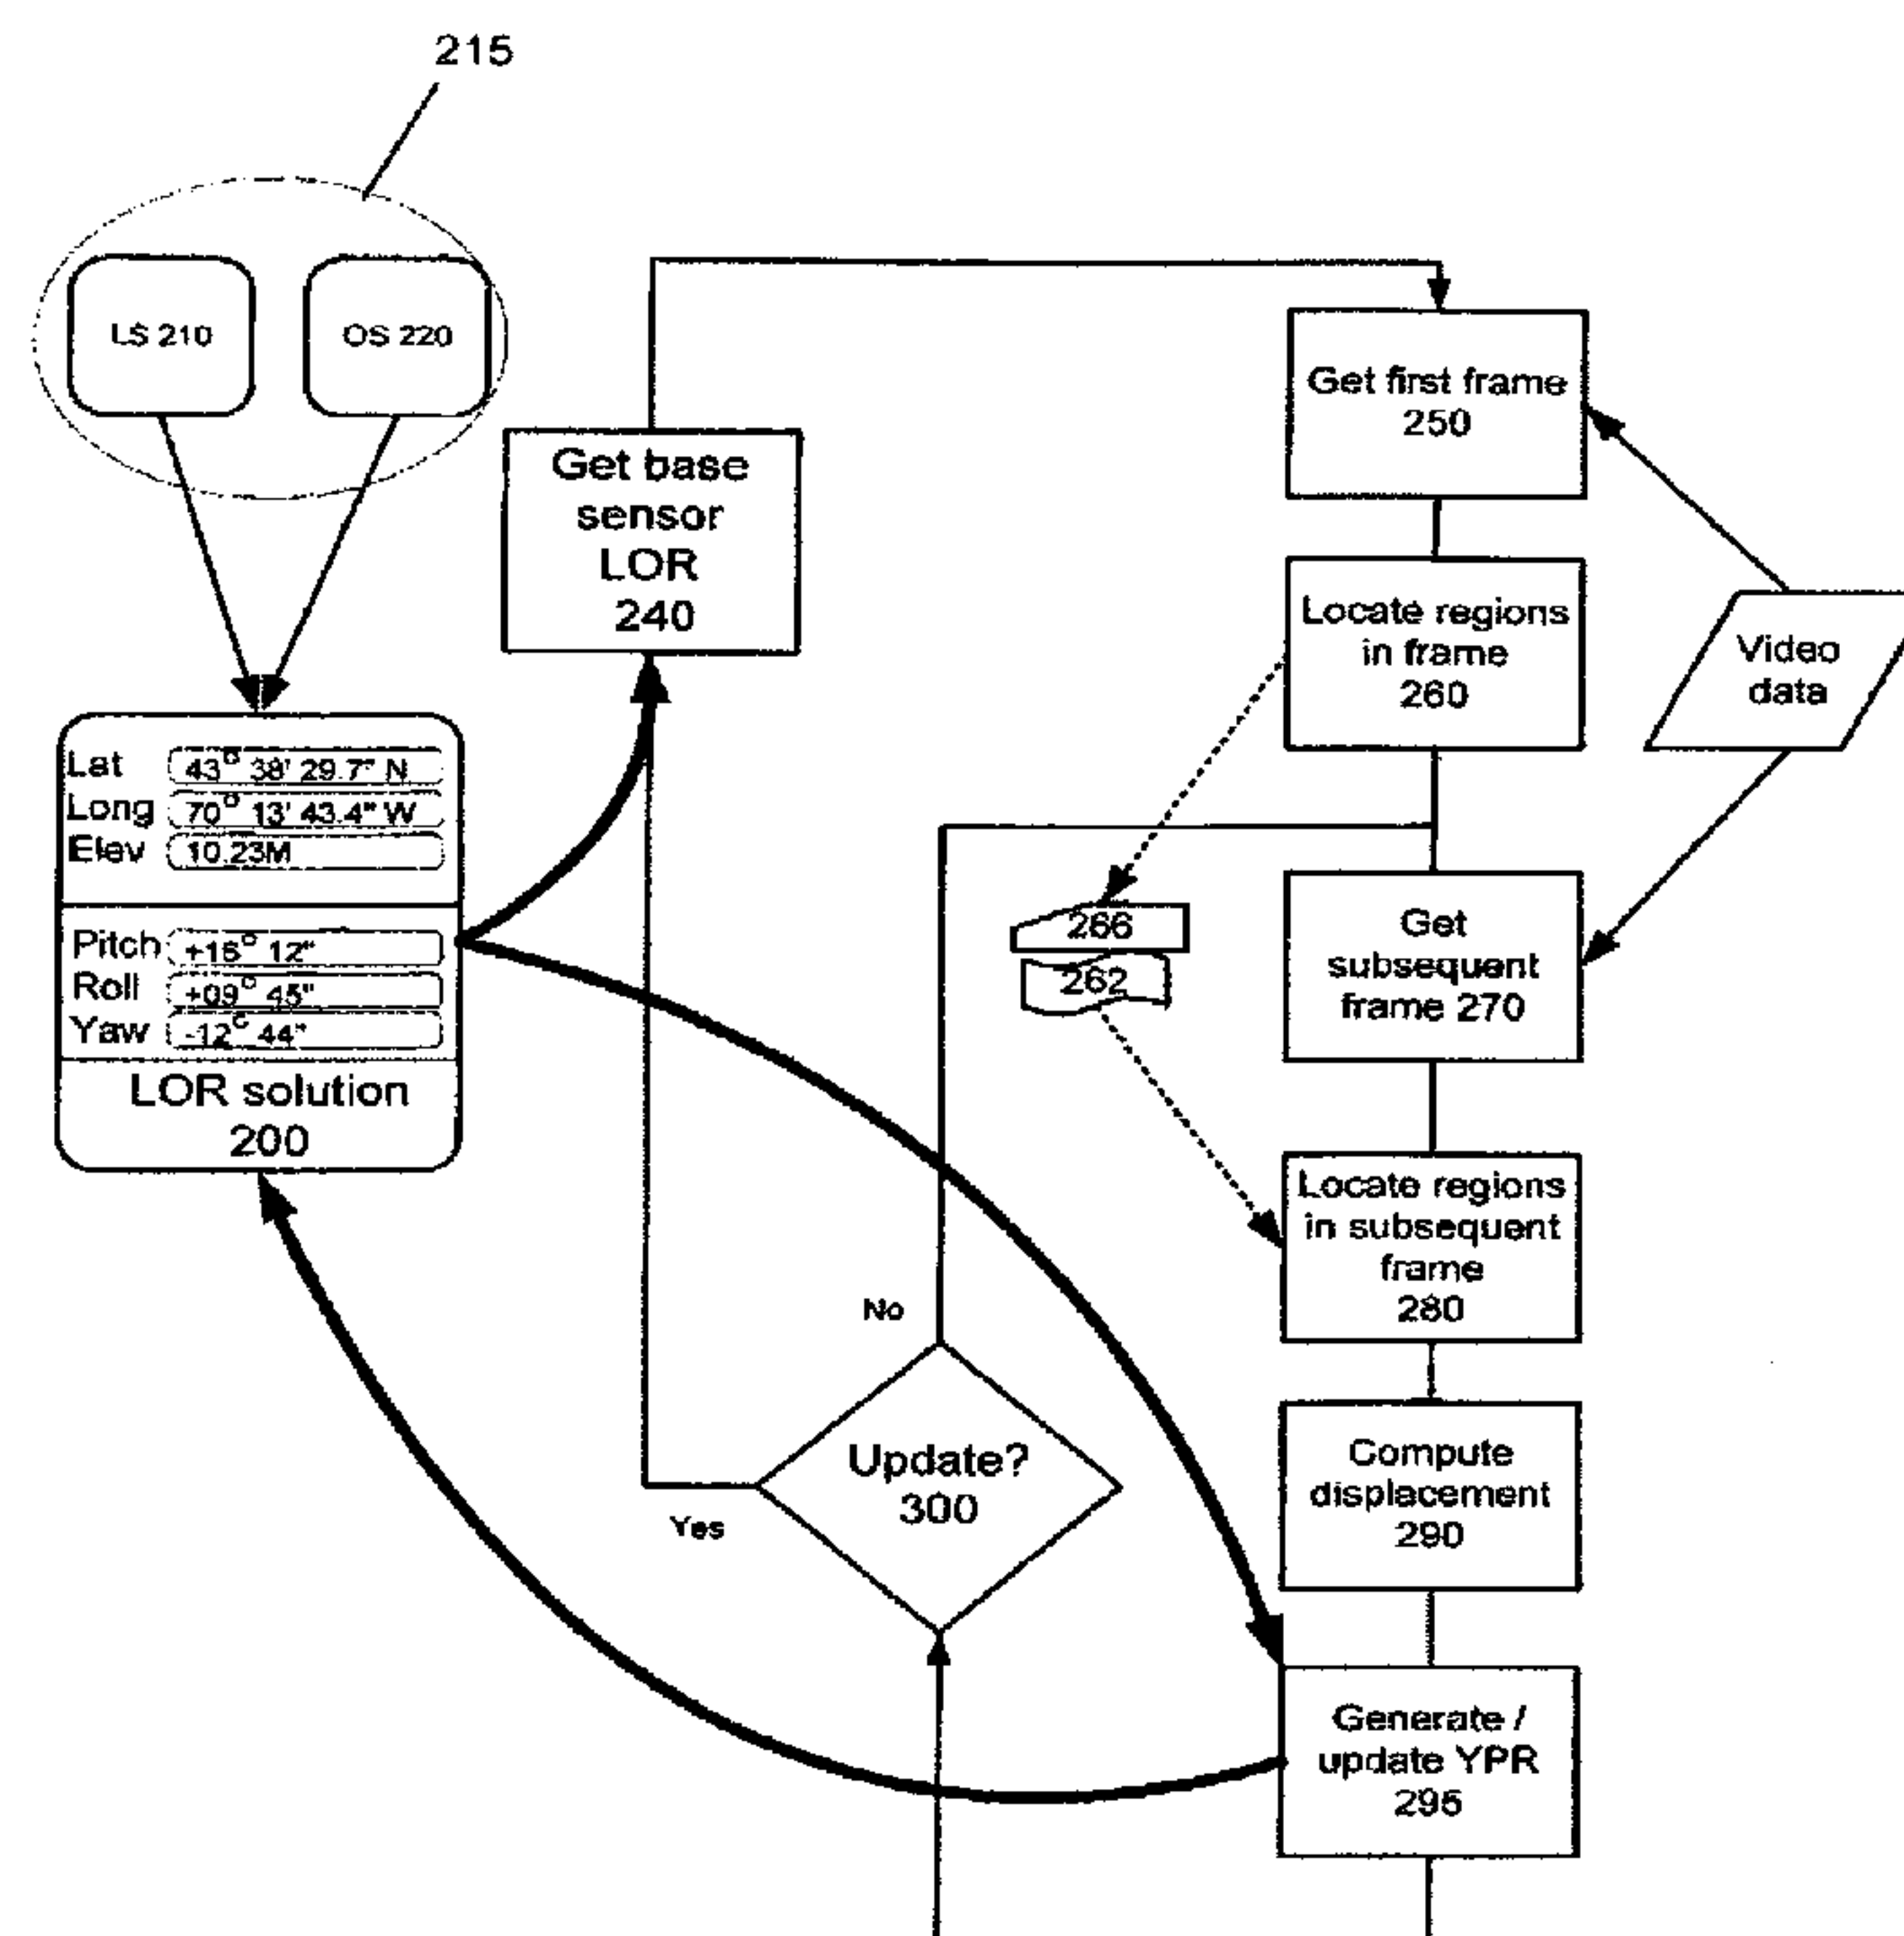 215
LS 210
OS 220
Get base
sensor
LOR
240
Get first frame
250
Locate regions
in frame
260
Video
data
Lat 43° 38' 29.7" N
Long 70° 13' 43.4" W
Elev 10.23M
Pitch +16° 12"
Roll +09° 45"
Yaw -12° 44"
LOR solution
200
266
262
Get
subsequent
frame 270
Locate regions
in subsequent
frame
280
No
Update?
300
Yes
Compute
displacement
290
Generate /
update YPR
295